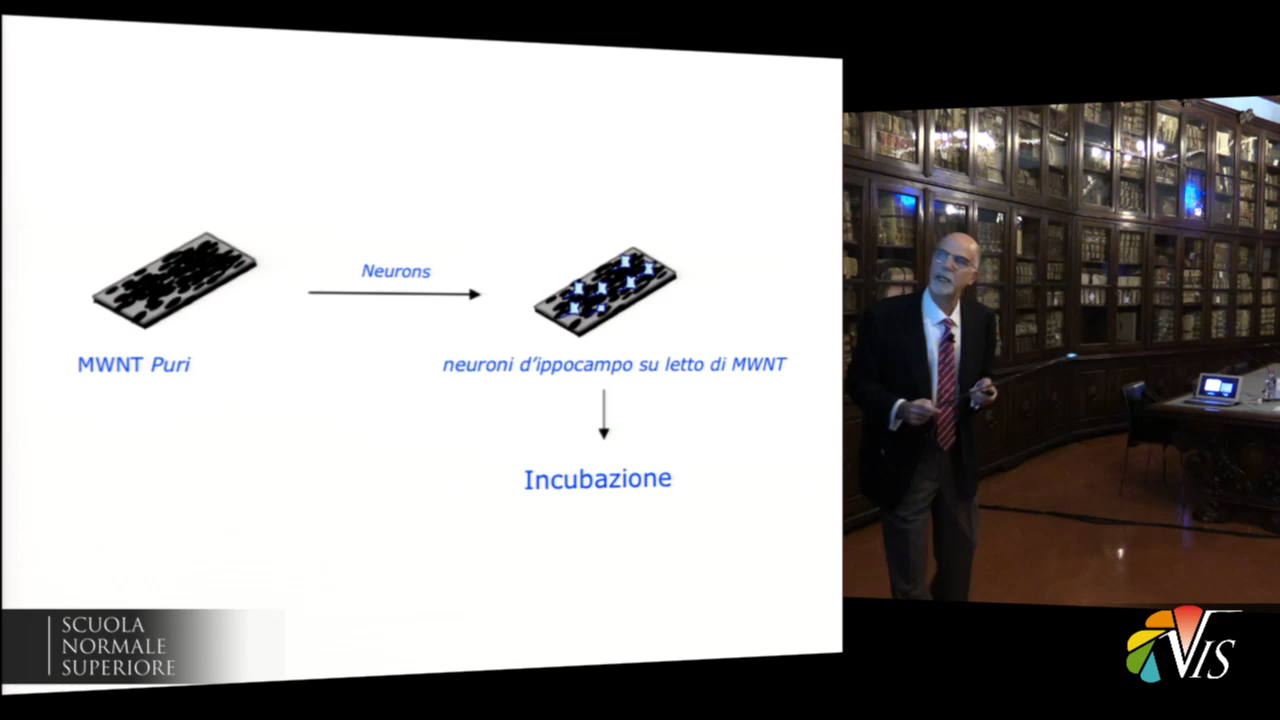 Neurons
MWNT Puri
neuroni d'ippocampo su letto di MWNT
Incubazione
SCUOLA
NORMALE
SUPERIORE
VIS